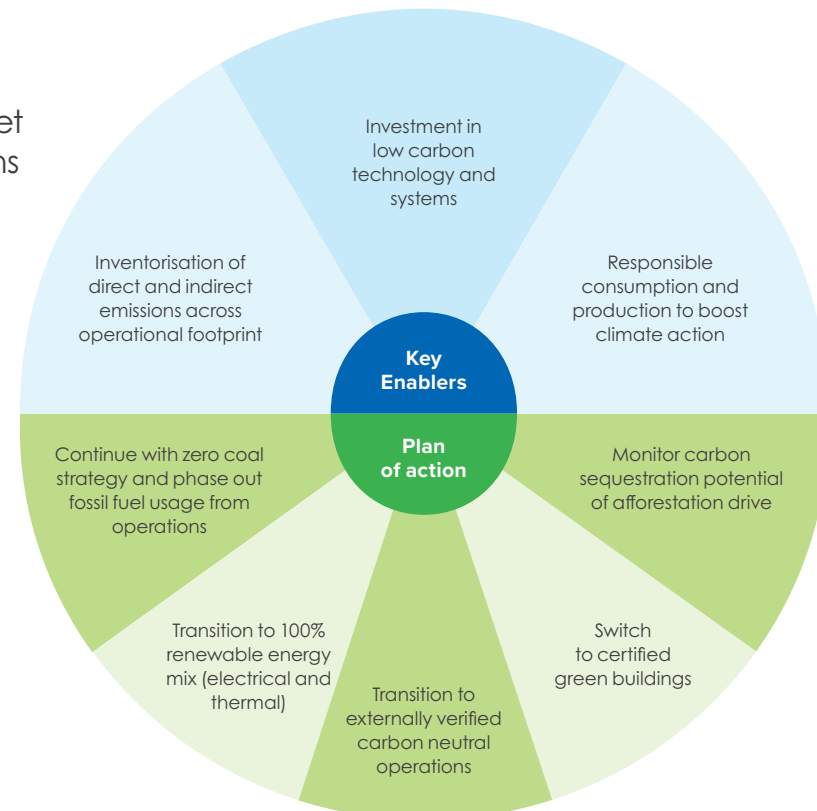 et
ns
Investment in
low carbon
technology and
systems
Inventorisation of
direct and indirect
emissions across
operational footprint
Responsible
consumption and
production to boost
climate action
Key
Enablers
Plan
of action
Continue with zero coal
strategy and phase out
fossil fuel usage from
operations
Monitor carbon
sequestration potential
of afforestation drive
Transition to 100%
renewable energy
mix (electrical and
thermal)
Transition to
externally verified
carbon neutral
operations
Switch
to certified
green buildings